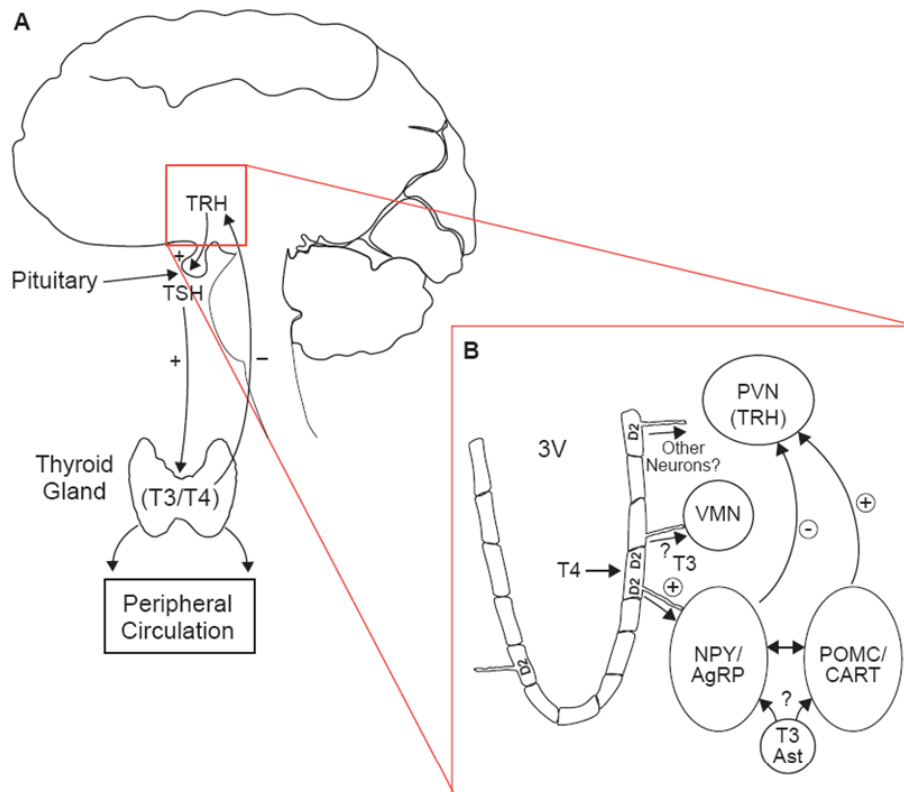 A
TRH
+
Pituitary
TSH
+
−
Thyroid
Gland
(T3/T4)
Peripheral
Circulation
B
PVN
(TRH)
D2
3V
Other
Neurons?
VMN
+
−
?
T3
T4
D2
D2
+
NPY/
AgRP
POMC/
CART
D2
?
T3
Ast